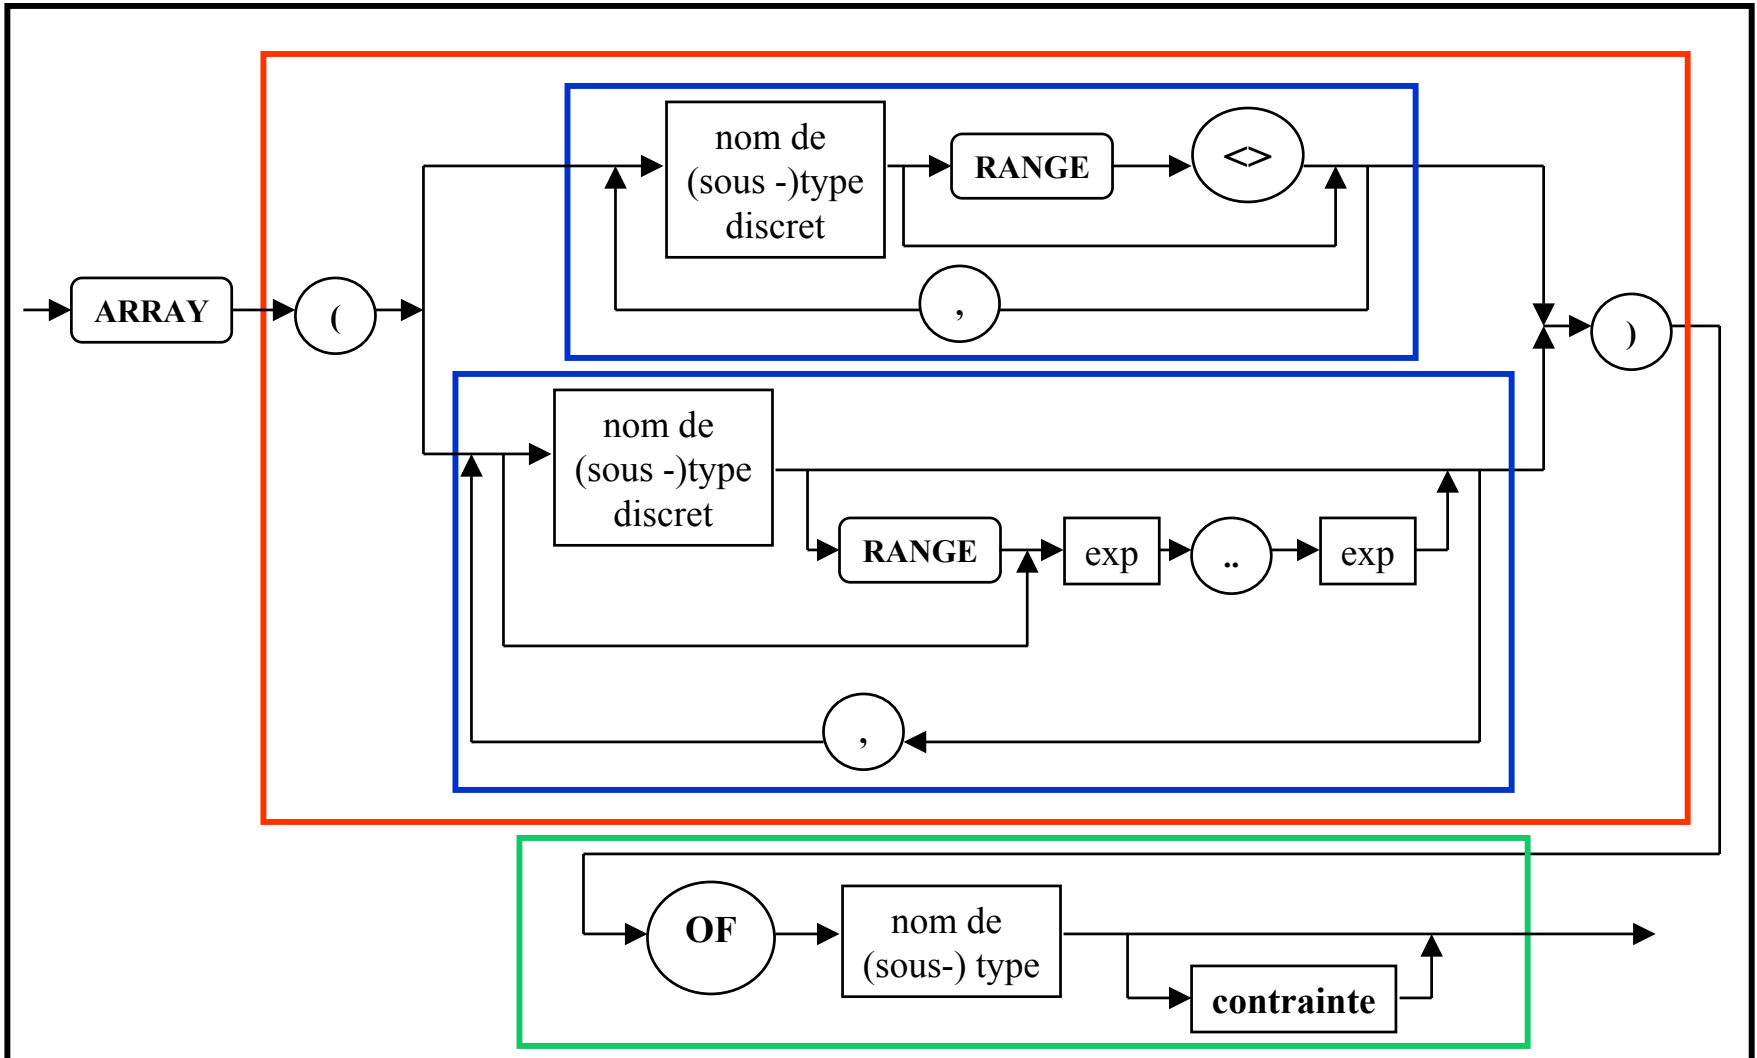 nom de
(sous -)type
discret
RANGE
<>
,
ARRAY
(
)
nom de
(sous -)type
discret
RANGE
exp
..
exp
,
OF
nom de
(sous-) type
contrainte